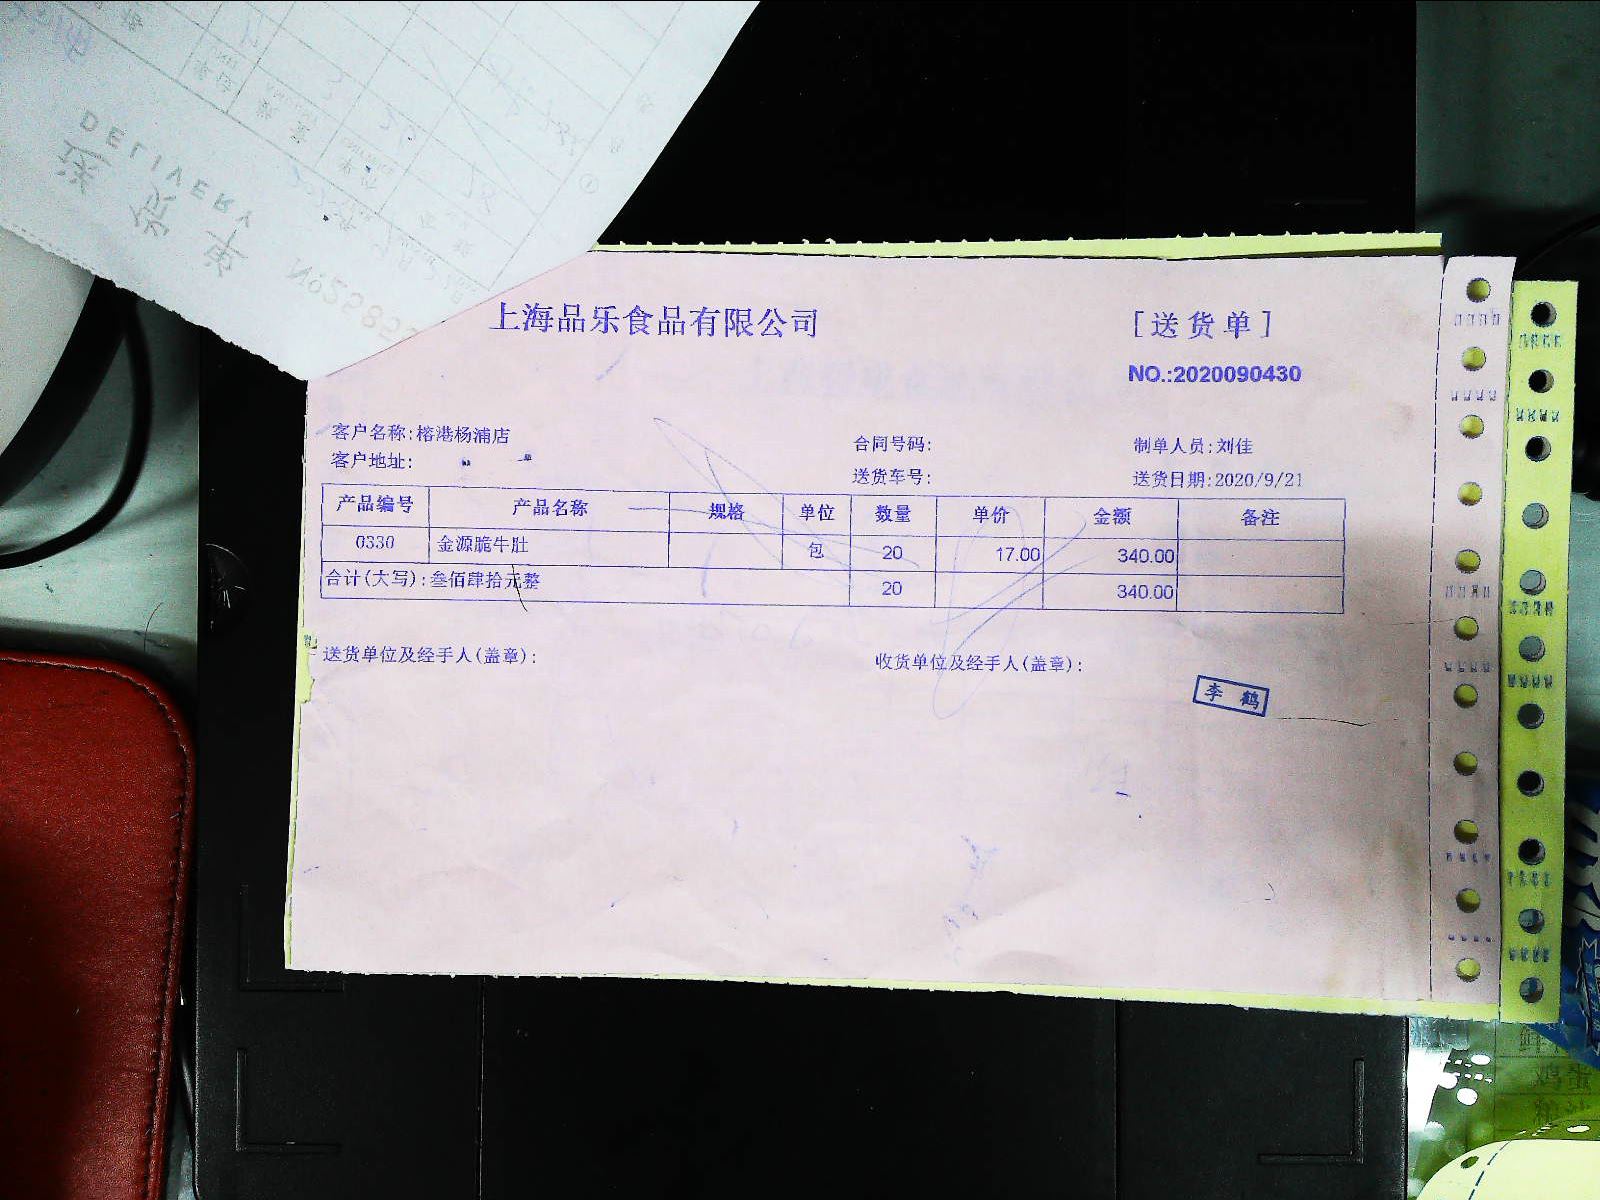 上海品乐食品有限公司
[送货单]
NO.:2020090430
客户名称:榕港杨浦店
合同号码:
制单人员:刘佳
客户地址:
送货车号:
送货日期:2020/9/21
产品编号 产品名称 规格 单位 数量 单价 金额 备注
0330 金源脆牛肚 包 20 17.00 340.00
合计(大写):叁佰肆拾元整 20 340.00
送货单位及经手人(盖章):
收货单位及经手人(盖章):
李鹤
DELIVERY
送货单